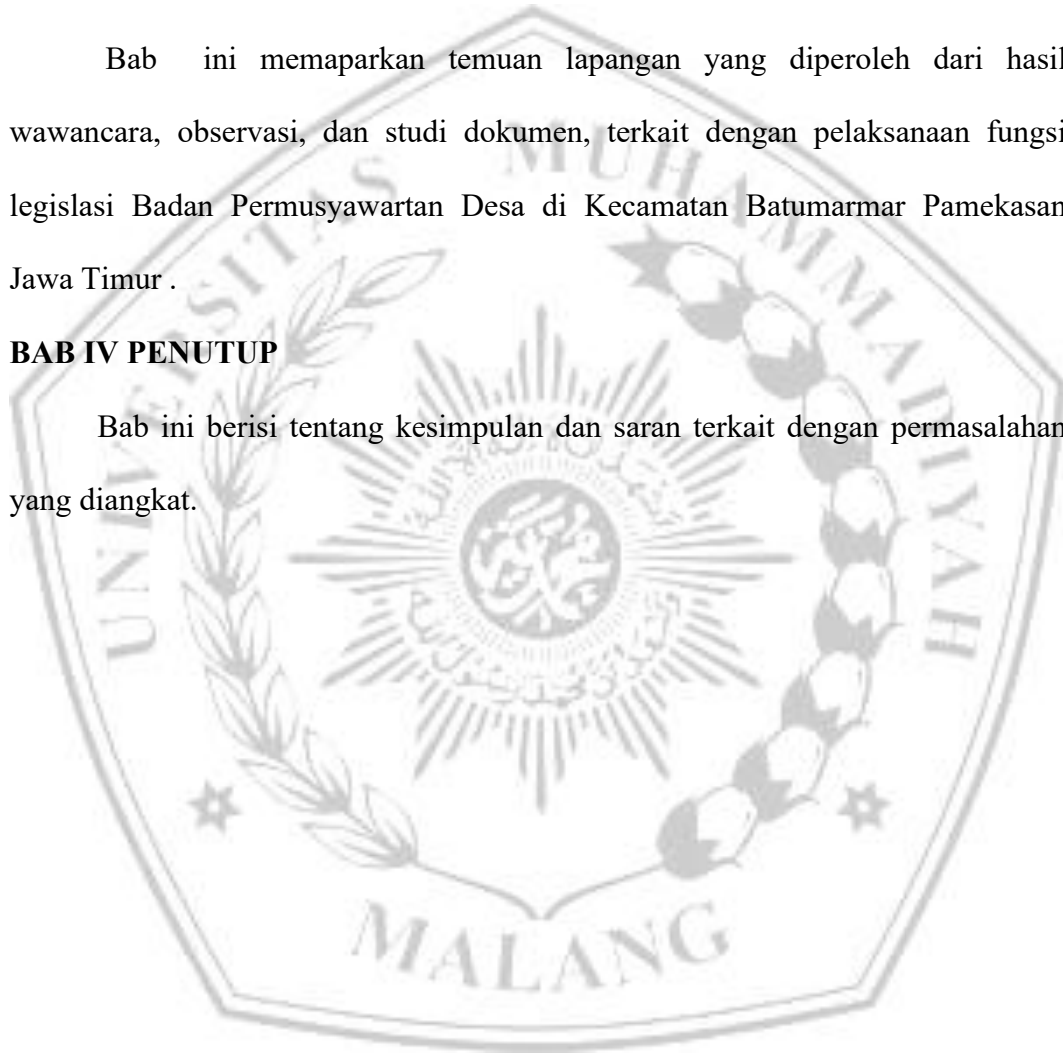 Bab ini memaparkan temuan lapangan yang diperoleh dari hasil
wawancara, observasi, dan studi dokumen, terkait dengan pelaksanaan fungsi
legislasi Badan Permusyawartan Desa di Kecamatan Batumarmar Pamekasan
Jawa Timur .
BAB IV PENUTUP
Bab ini berisi tentang kesimpulan dan saran terkait dengan permasalahan
yang diangkat.
UNIVERSITAS MUHAMMADIYAH
MALANG